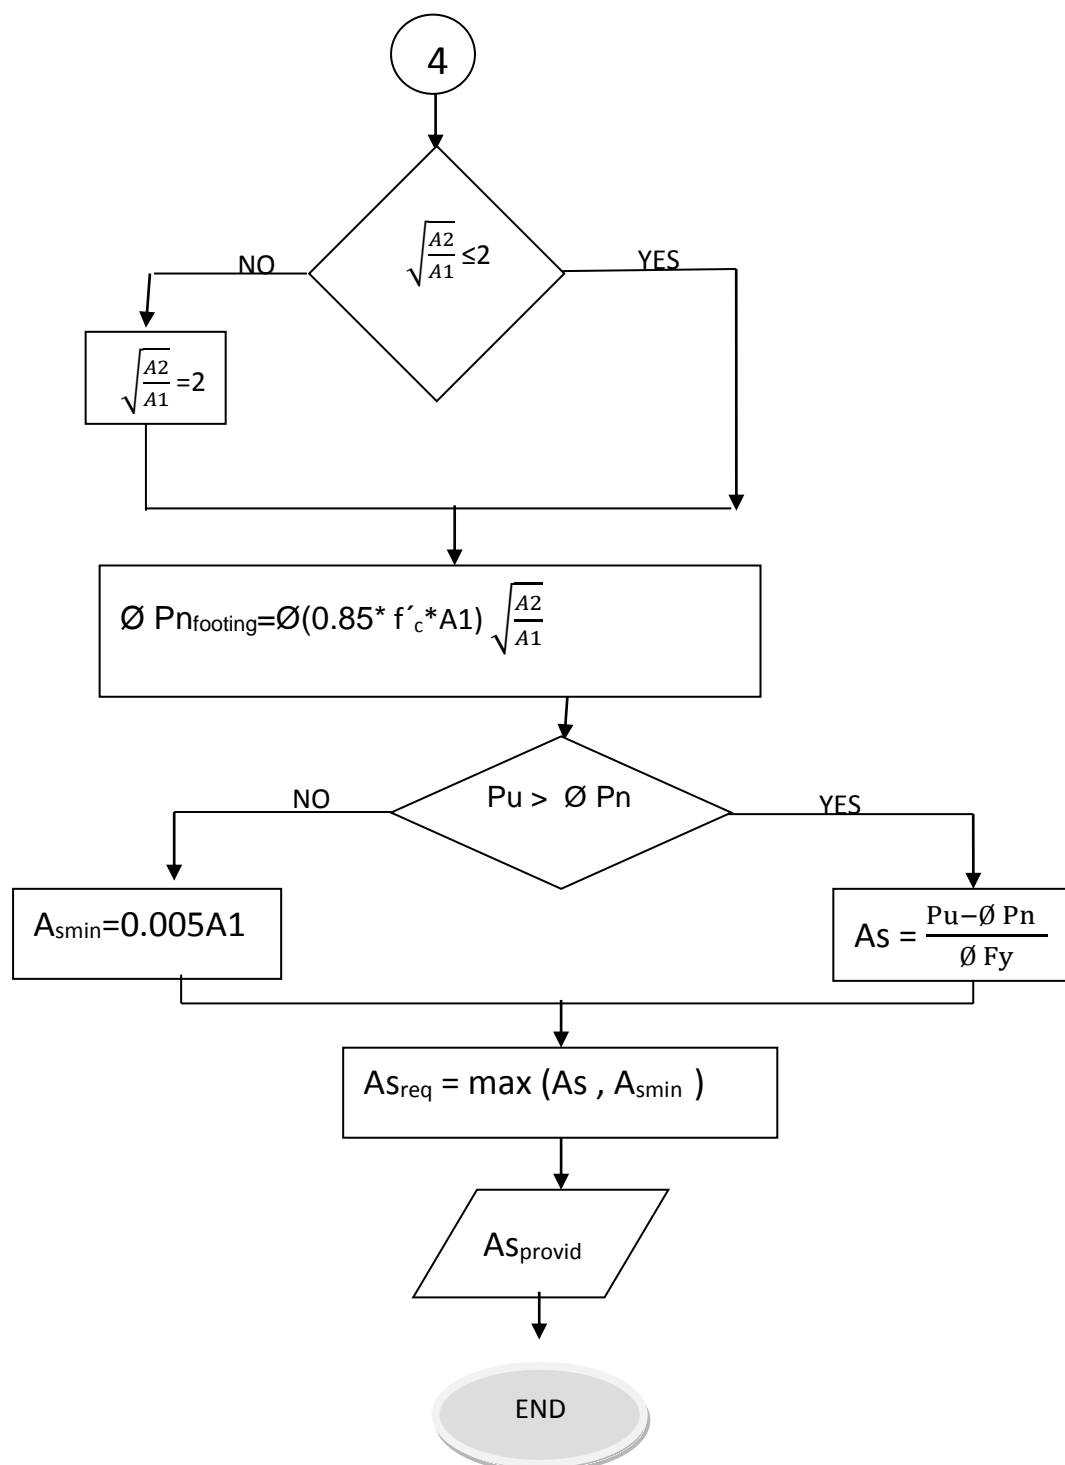 4
√(A2/A1) ≤2
NO
YES
√(A2/A1) =2
Ø Pnfooting=Ø(0.85* f´c*A1) √(A2/A1)
Pu > Ø Pn
NO
YES
Asmin=0.005A1
As = (Pu−Ø Pn)/(Ø Fy)
Asreq = max (As , Asmin )
Asprovid
END